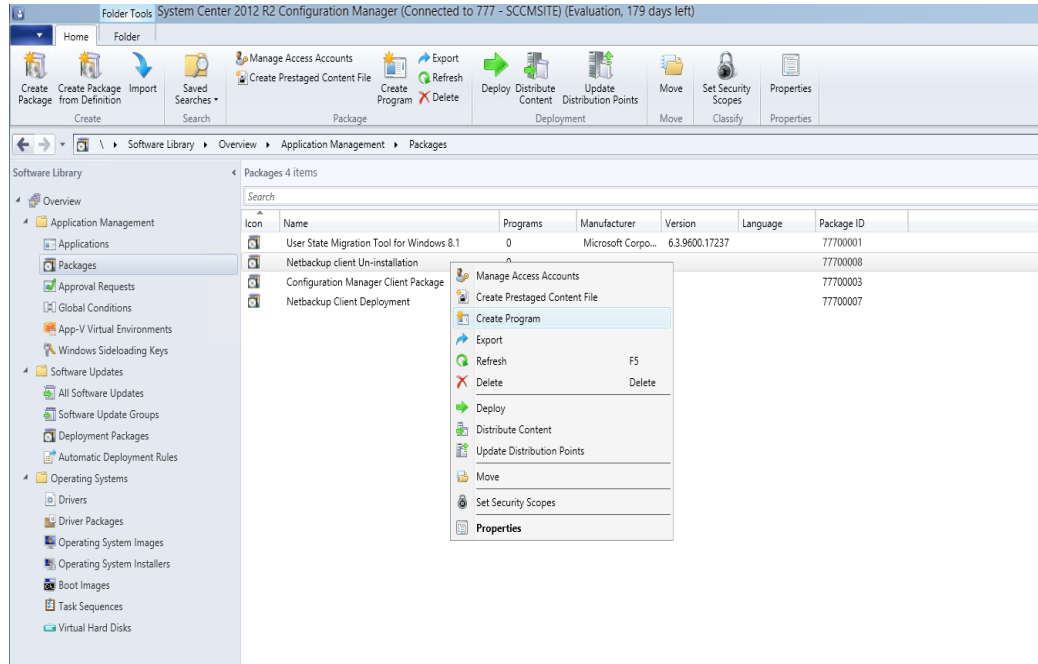 Folder Tools System Center 2012 R2 Configuration Manager (Connected to 777 - SCCMSITE) (Evaluation, 179 days left)
Home Folder
Create Package
Create Package from Definition
Import
Saved Searches
Manage Access Accounts
Create Prestaged Content File
Create Program
Export
Refresh
Delete
Deploy
Distribute Content
Update Distribution Points
Move
Set Security Scopes
Properties
Create Search Package Deployment Move Classify Properties
\ Software Library Overview Application Management Packages
Software Library
Overview
Application Management
Applications
Packages
Approval Requests
Global Conditions
App-V Virtual Environments
Windows Sideloading Keys
Software Updates
All Software Updates
Software Update Groups
Deployment Packages
Automatic Deployment Rules
Operating Systems
Drivers
Driver Packages
Operating System Images
Operating System Installers
Boot Images
Task Sequences
Virtual Hard Disks
Packages 4 items
Search
Icon Name Programs Manufacturer Version Language Package ID
User State Migration Tool for Windows 8.1 0 Microsoft Corpo... 6.3.9600.17237 77700001
Netbackup client Un-installation 0 77700008
Configuration Manager Client Package 77700003
Netbackup Client Deployment 77700007
Manage Access Accounts
Create Prestaged Content File
Create Program
Export
Refresh F5
Delete Delete
Deploy
Distribute Content
Update Distribution Points
Move
Set Security Scopes
Properties